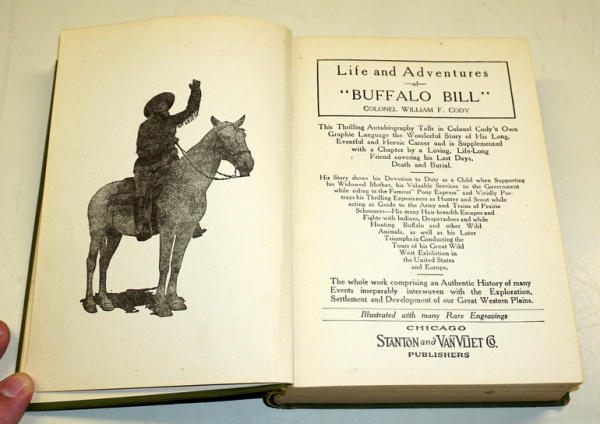 Life and Adventures
—of—
"BUFFALO BILL"
COLONEL WILLIAM F. CODY
This Thrilling Autobiography Tells in Colonel Cody's Own
Graphic Language the Wonderful Story of His Long,
Eventful and Heroic Career and is Supplemented
with a Chapter by a Loving, Life-Long
Friend covering his Last Days,
Death and Burial.
His Story shows his Devotion to Duty as a Child when Supporting
his Widowed Mother, his Valuable Services to the Government
while riding in the Famous "Pony Express" and Vividly Por-
trays his Thrilling Experiences as Hunter and Scout while
acting as Guide to the Army and Trains of Prairie
Schooners—His many Hair-breadth Escapes and
Fights with Indians, Desperadoes and while
Hunting Buffalo and other Wild
Animals, as well as his Later
Triumphs in Conducting the
Tours of his Great Wild
West Exhibition in
the United States
and Europe.
The whole work comprising an Authentic History of many
Events inseparably interwoven with the Exploration,
Settlement and Development of our Great Western Plains.
Illustrated with many Rare Engravings
CHICAGO
STANTON and VAN VLIET CO.
PUBLISHERS